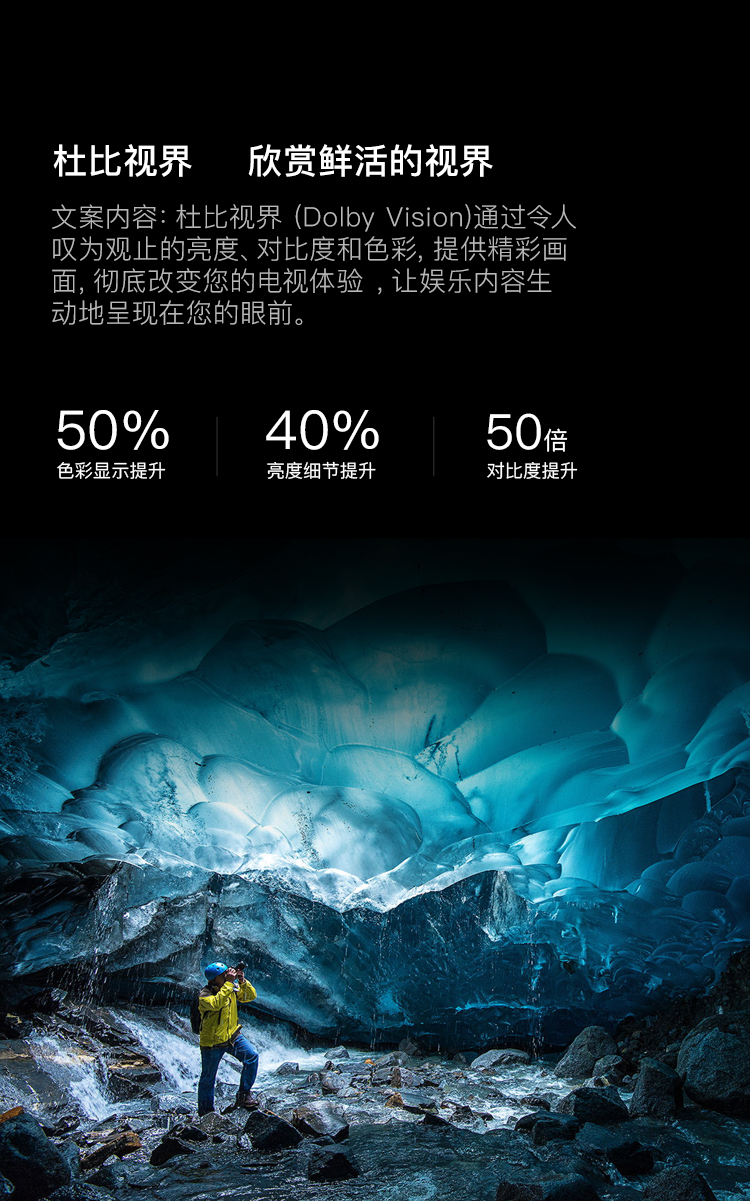 杜比视界 欣赏鲜活的视界
文案内容: 杜比视界 (Dolby Vision)通过令人
叹为观止的亮度、对比度和色彩, 提供精彩画
面, 彻底改变您的电视体验 , 让娱乐内容生
动地呈现在您的眼前。
50% 40% 50倍
色彩显示提升 亮度细节提升 对比度提升